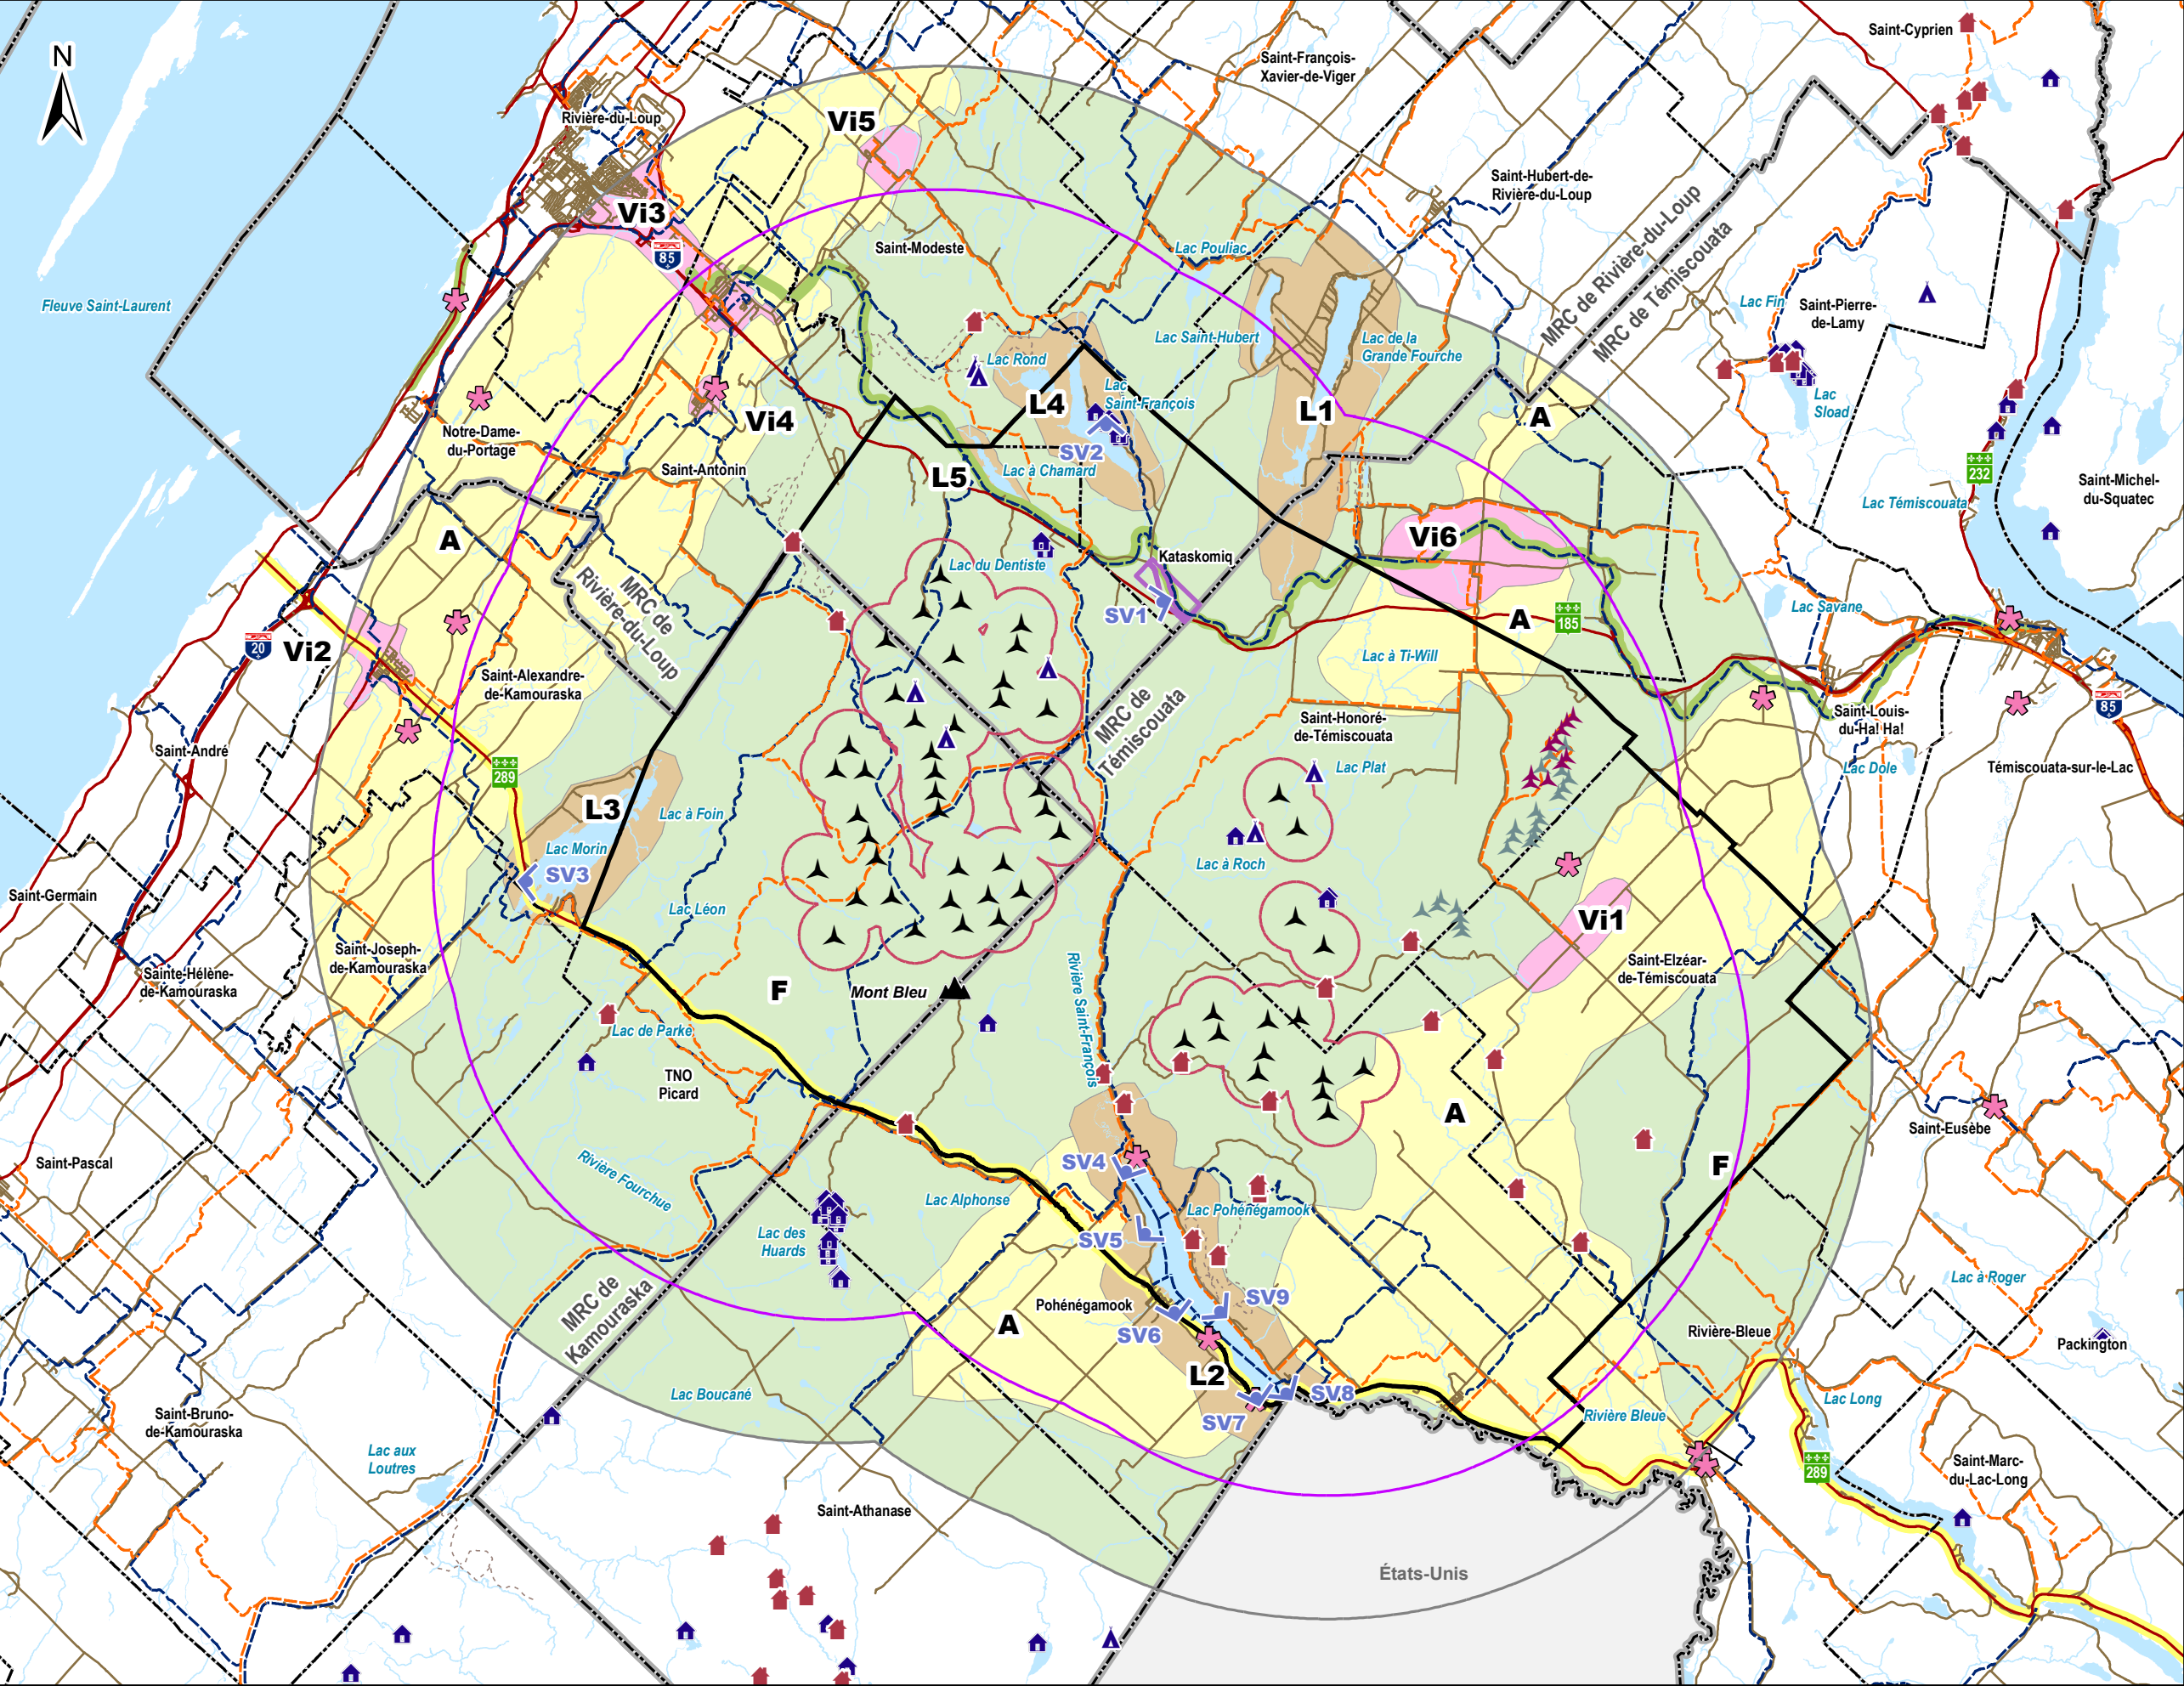 Saint-Cyprien
N
Saint-François-
Xavier-de-Viger
Rivière-du-Loup
Vi5
Vi3
Saint-Hubert-de-
Rivière-du-Loup
MRC de Rivière-du-Loup
MRC de Témiscouata
Saint-Modeste
Lac Pouliac
85
Fleuve Saint-Laurent
Lac Fin
Saint-Pierre-
de-Lamy
Lac Saint-Hubert
Lac de la
Grande Fourche
Lac Rond
Lac
Saint-François
Lac
Sload
L4
L1
A
Vi4
Notre-Dame-
du-Portage
SV2
Saint-Antonin
Lac à Chamard
L5
232
Saint-Michel-
du-Squatec
Lac Témiscouata
A
Vi6
Kataskomiq
Lac du Dentiste
MRC de
Rivière-du-Loup
SV1
A
185
Lac Savane
20
Vi2
Lac à Ti-Will
Saint-Alexandre-
de-Kamouraska
85
MRC de
Témiscouata
Saint-Honoré-
de-Témiscouata
Saint-Louis-
du-Ha! Ha!
Saint-André
289
Lac Plat
Lac Dole
Témiscouata-sur-le-Lac
L3
Lac à Foin
Lac Morin
SV3
Lac à Roch
Saint-Germain
Lac Léon
Vi1
Saint-Joseph-
de-Kamouraska
Saint-Elzéar-
de-Témiscouata
Sainte-Hélène-
de-Kamouraska
F
Mont Bleu
Rivière Saint-François
Lac de Parke
TNO
Picard
A
Saint-Eusèbe
Saint-Pascal
SV4
F
Rivière Fourchue
Lac Alphonse
Lac Pohénégamook
Lac des
Huards
SV5
Lac à Roger
MRC de
Kamouraska
Pohénégamook
SV9
A
SV6
Rivière-Bleue
Packington
L2
Lac Boucané
SV8
Lac Long
SV7
Rivière Bleue
Saint-Bruno-
de-Kamouraska
Lac aux
Loutres
289
Saint-Marc-
du-Lac-Long
Saint-Athanase
États-Unis